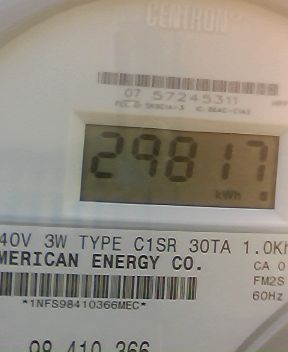 CENTRON
07 57245311
29817
kWh
40V 3W TYPE C1SR 30TA 1.0Kh
MERICAN ENERGY CO.
CA 0
FM2S
60Hz
*1NFS98410366MEC*
98 410 366